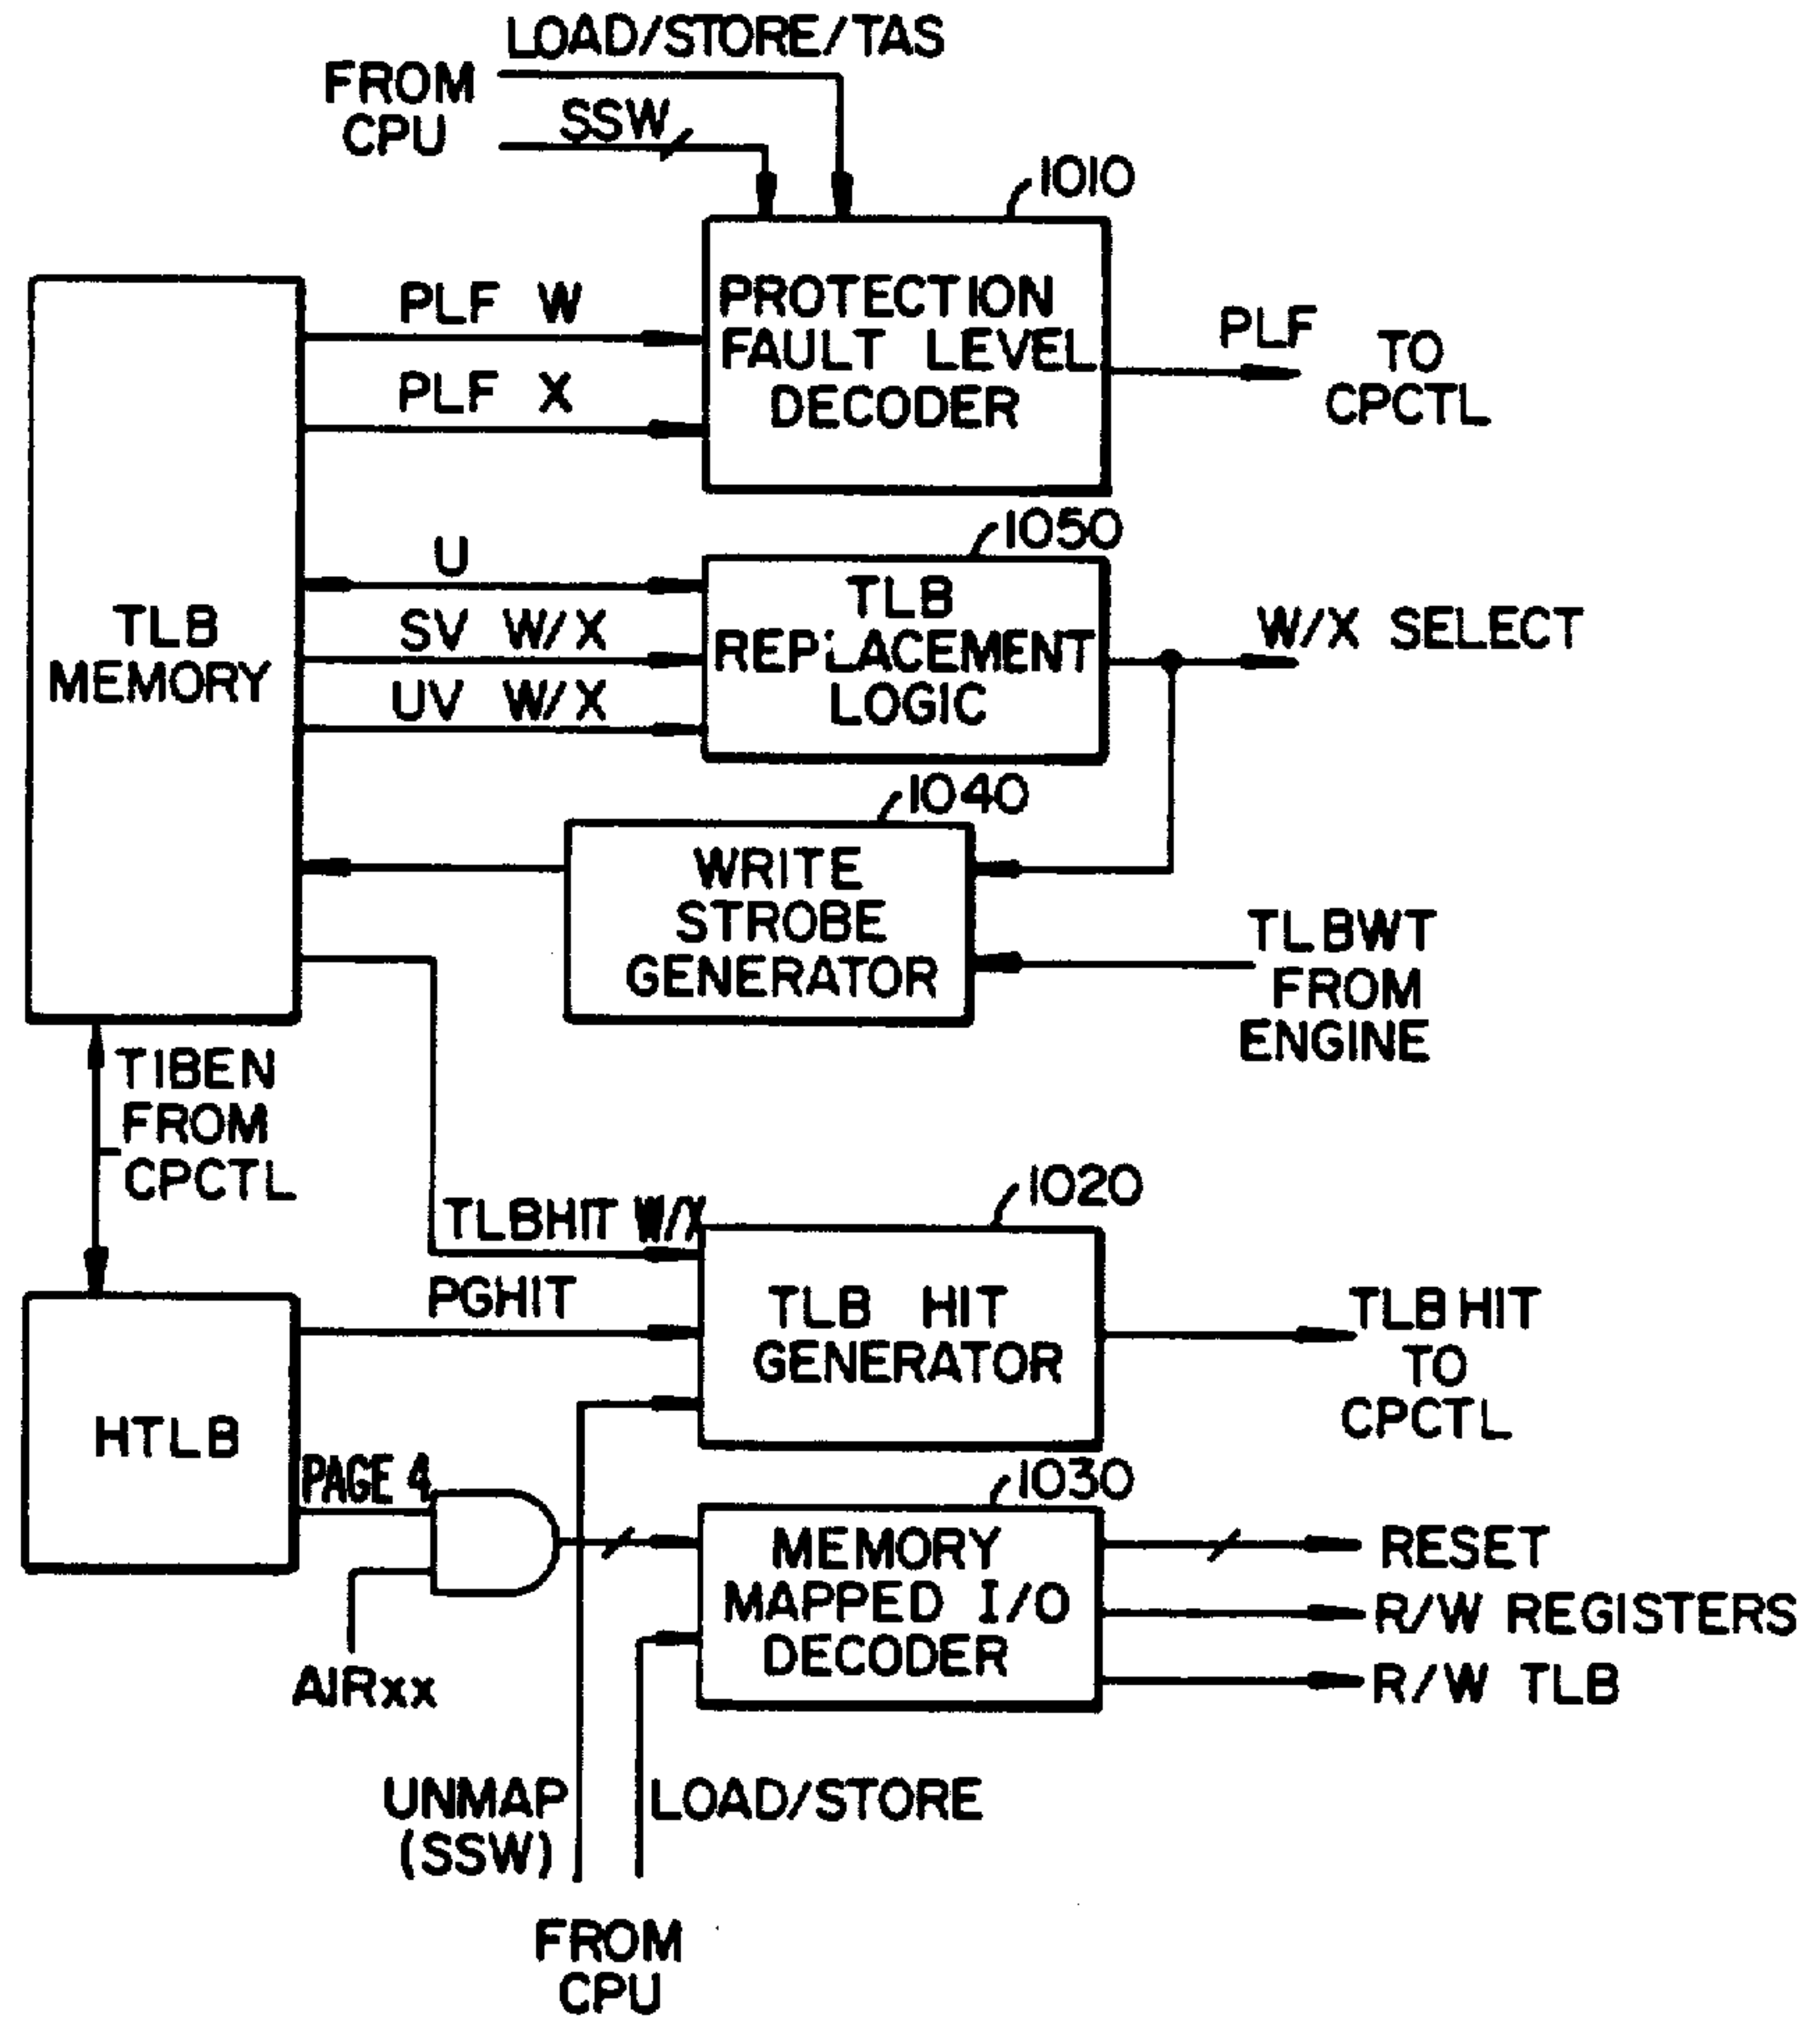 LOAD/STORE/TAS
FROM
CPU
SSW
1010
PLF W
PLF X
PROTECTION
FAULT LEVEL
DECODER
PLF
TO
CPCTL
1050
U
SV W/X
UV W/X
TLB
REPLACEMENT
LOGIC
W/X SELECT
TLB
MEMORY
1040
WRITE
STROBE
GENERATOR
TLBWT
FROM
ENGINE
TIBEN
FROM
CPCTL
1020
TLBHIT W/X
PGHIT
TLB HIT
GENERATOR
TLB HIT
TO
CPCTL
HTLB
PAGE 4
1030
MEMORY
MAPPED I/O
DECODER
RESET
R/W REGISTERS
R/W TLB
AIRxx
UNMAP
(SSW)
LOAD/STORE
FROM
CPU